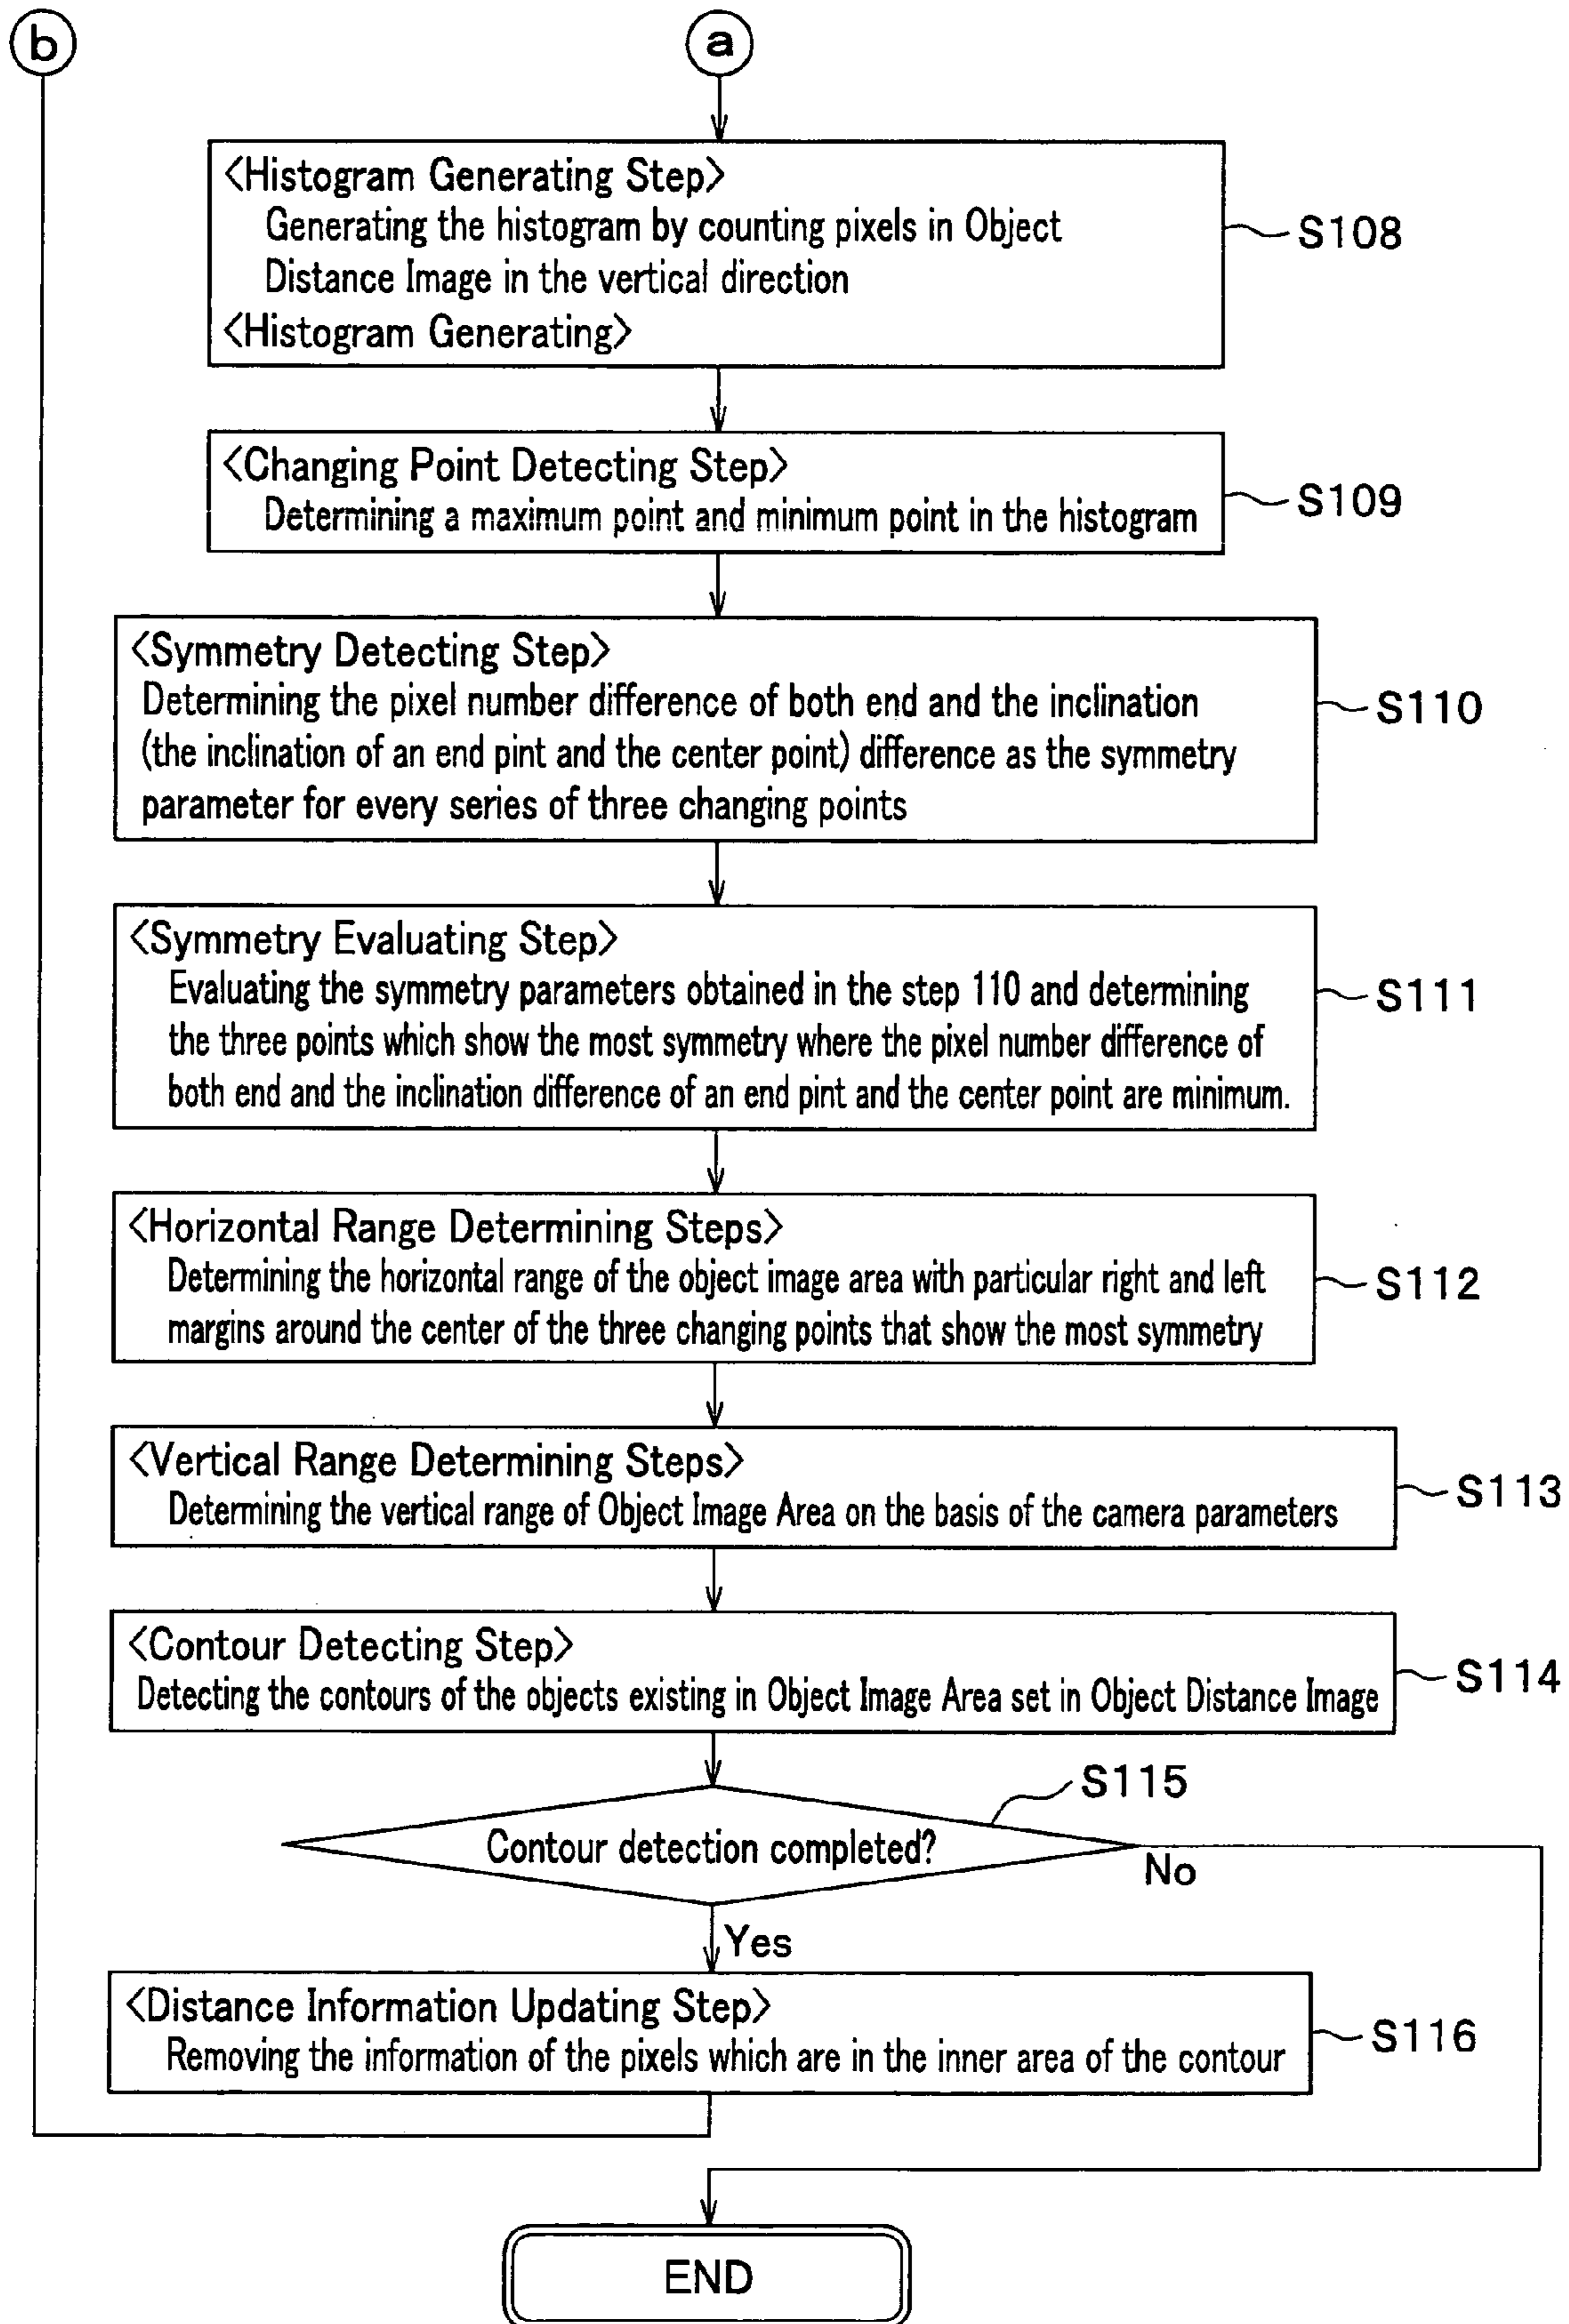 b
a
<Histogram Generating Step>
Generating the histogram by counting pixels in Object
Distance Image in the vertical direction
<Histogram Generating>
S108
<Changing Point Detecting Step>
Determining a maximum point and minimum point in the histogram
S109
<Symmetry Detecting Step>
Determining the pixel number difference of both end and the inclination
(the inclination of an end pint and the center point) difference as the symmetry
parameter for every series of three changing points
S110
<Symmetry Evaluating Step>
Evaluating the symmetry parameters obtained in the step 110 and determining
the three points which show the most symmetry where the pixel number difference of
both end and the inclination difference of an end pint and the center point are minimum.
S111
<Horizontal Range Determining Steps>
Determining the horizontal range of the object image area with particular right and left
margins around the center of the three changing points that show the most symmetry
S112
<Vertical Range Determining Steps>
Determining the vertical range of Object Image Area on the basis of the camera parameters
S113
<Contour Detecting Step>
Detecting the contours of the objects existing in Object Image Area set in Object Distance Image
S114
S115
Contour detection completed?
No
Yes
<Distance Information Updating Step>
Removing the information of the pixels which are in the inner area of the contour
S116
END